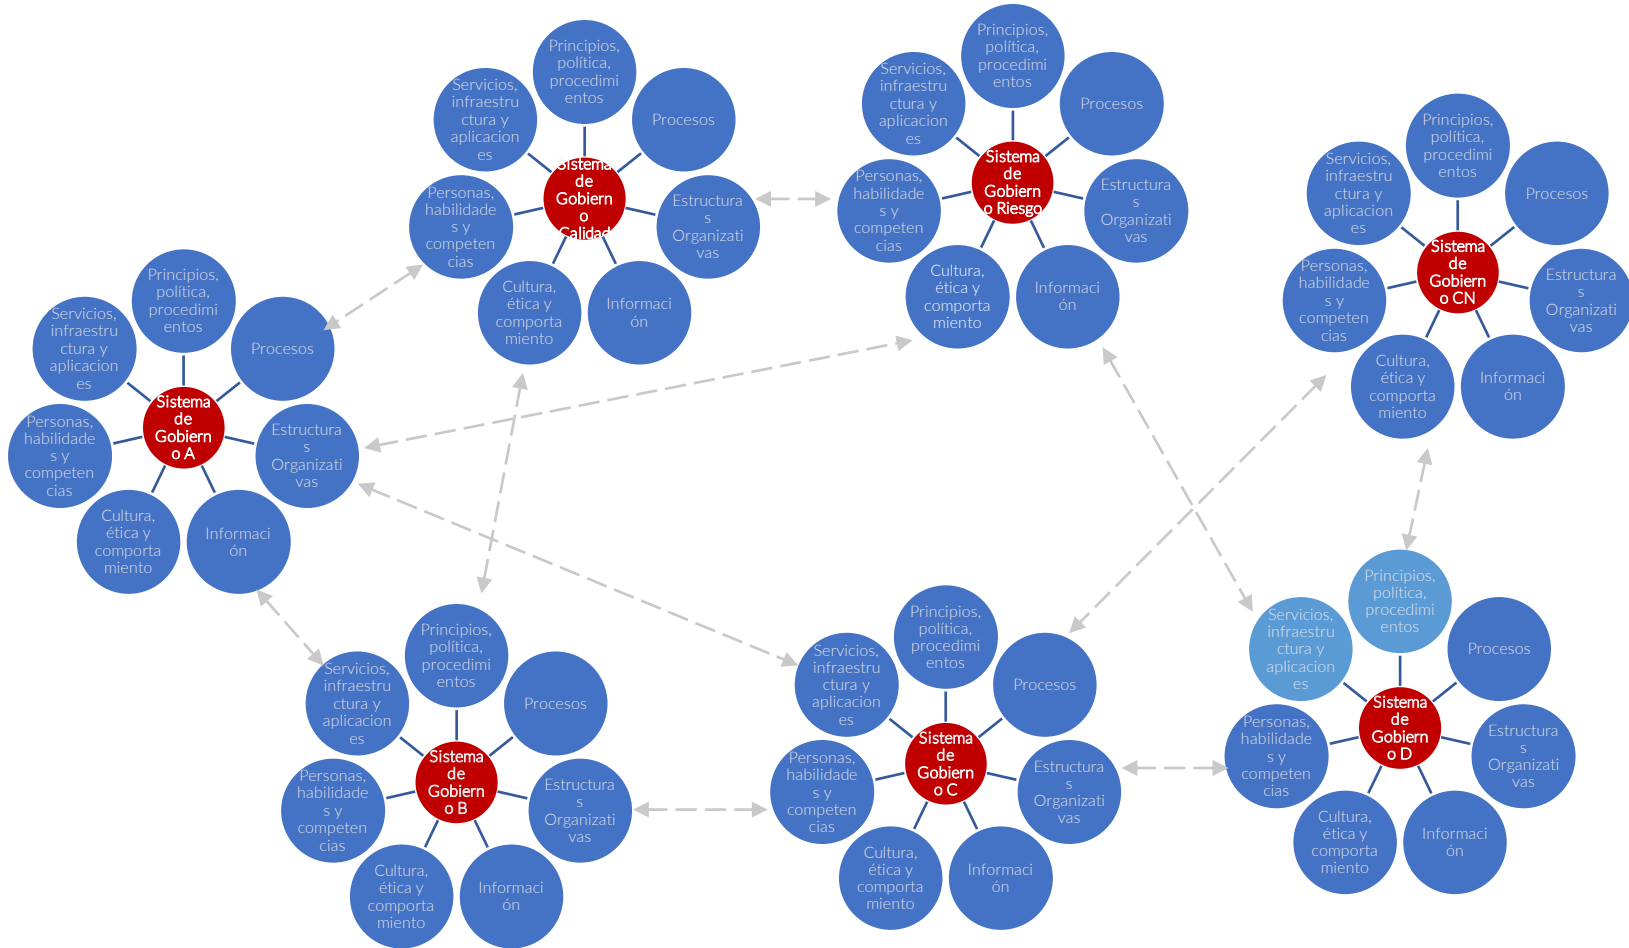 Principios,
política,
procedimi
entos
Servicios,
infraestru
ctura y
aplicacion
es
Procesos
Sistema
de
Gobiern
o
Calidad
Personas,
habilidade
s y
competen
cias
Estructura
s
Organizati
vas
Cultura,
ética y
comporta
miento
Informaci
ón
Principios,
política,
procedimi
entos
Servicios,
infraestru
ctura y
aplicacion
es
Procesos
Sistema
de
Gobiern
o Riesgo
Personas,
habilidade
s y
competen
cias
Estructura
s
Organizati
vas
Cultura,
ética y
comporta
miento
Informaci
ón
Principios,
política,
procedimi
entos
Servicios,
infraestru
ctura y
aplicacion
es
Procesos
Sistema
de
Gobiern
o CN
Personas,
habilidade
s y
competen
cias
Estructura
s
Organizati
vas
Cultura,
ética y
comporta
miento
Informaci
ón
Principios,
política,
procedimi
entos
Servicios,
infraestru
ctura y
aplicacion
es
Procesos
Sistema
de
Gobiern
o A
Personas,
habilidade
s y
competen
cias
Estructura
s
Organizati
vas
Cultura,
ética y
comporta
miento
Informaci
ón
Principios,
política,
procedimi
entos
Servicios,
infraestru
ctura y
aplicacion
es
Procesos
Sistema
de
Gobiern
o B
Personas,
habilidade
s y
competen
cias
Estructura
s
Organizati
vas
Cultura,
ética y
comporta
miento
Informaci
ón
Principios,
política,
procedimi
entos
Servicios,
infraestru
ctura y
aplicacion
es
Procesos
Sistema
de
Gobiern
o C
Personas,
habilidade
s y
competen
cias
Estructura
s
Organizati
vas
Cultura,
ética y
comporta
miento
Informaci
ón
Principios,
política,
procedimi
entos
Servicios,
infraestru
ctura y
aplicacion
es
Procesos
Sistema
de
Gobiern
o D
Personas,
habilidade
s y
competen
cias
Estructura
s
Organizati
vas
Cultura,
ética y
comporta
miento
Informaci
ón